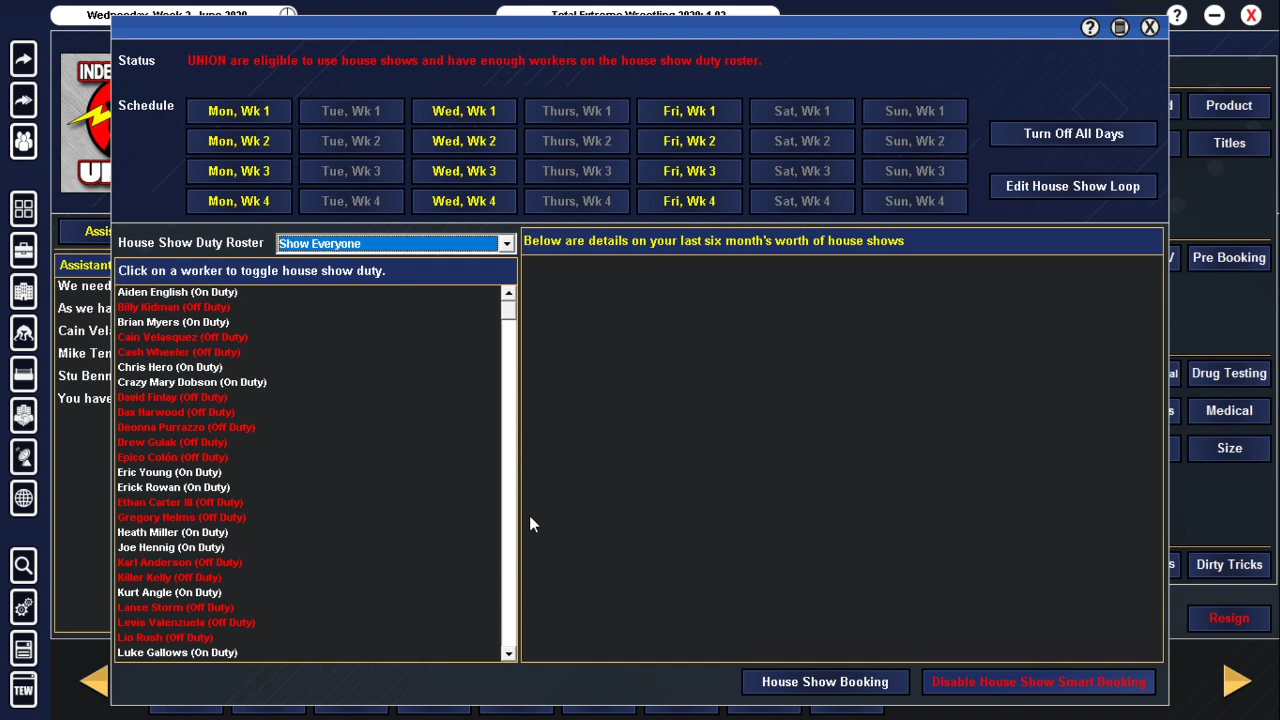 Wednesday, Week 2, June 2020
Total Extreme Wrestling 2020: 1.02
INDE
U
Assi
Assistant
We need
As we ha
Cain Vel
Mike Ten
Stu Benn
You have
Status
UNION are eligible to use house shows and have enough workers on the house show duty roster.
Schedule
Mon, Wk 1 Tue, Wk 1 Wed, Wk 1 Thurs, Wk 1 Fri, Wk 1 Sat, Wk 1 Sun, Wk 1
Mon, Wk 2 Tue, Wk 2 Wed, Wk 2 Thurs, Wk 2 Fri, Wk 2 Sat, Wk 2 Sun, Wk 2
Mon, Wk 3 Tue, Wk 3 Wed, Wk 3 Thurs, Wk 3 Fri, Wk 3 Sat, Wk 3 Sun, Wk 3
Mon, Wk 4 Tue, Wk 4 Wed, Wk 4 Thurs, Wk 4 Fri, Wk 4 Sat, Wk 4 Sun, Wk 4
Turn Off All Days
Edit House Show Loop
House Show Duty Roster
Show Everyone
Click on a worker to toggle house show duty.
Aiden English (On Duty)
Billy Kidman (Off Duty)
Brian Myers (On Duty)
Cain Velasquez (Off Duty)
Cash Wheeler (Off Duty)
Chris Hero (On Duty)
Crazy Mary Dobson (On Duty)
David Finlay (Off Duty)
Dax Harwood (Off Duty)
Deonna Purrazzo (Off Duty)
Drew Gulak (Off Duty)
Epico Colón (Off Duty)
Eric Young (On Duty)
Erick Rowan (On Duty)
Ethan Carter III (Off Duty)
Gregory Helms (Off Duty)
Heath Miller (On Duty)
Joe Hennig (On Duty)
Karl Anderson (Off Duty)
Killer Kelly (Off Duty)
Kurt Angle (On Duty)
Lance Storm (Off Duty)
Levis Valenzuela (Off Duty)
Lio Rush (Off Duty)
Luke Gallows (On Duty)
Below are details on your last six month's worth of house shows
House Show Booking
Disable House Show Smart Booking
Product
Titles
Pre Booking
Drug Testing
Medical
Size
Dirty Tricks
Resign
TEW